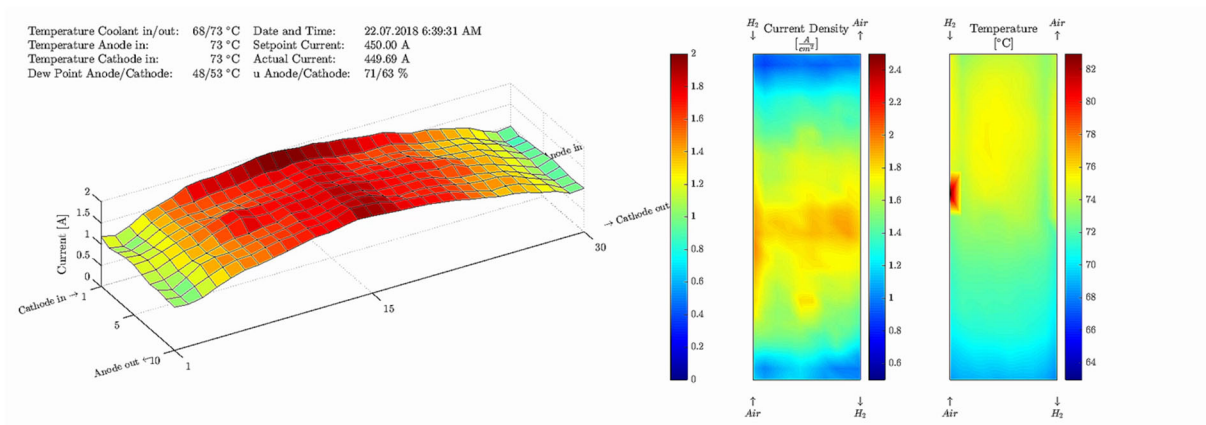 Temperature Coolant in/out: 68/73 °C Date and Time: 22.07.2018 6:39:31 AM
Temperature Anode in: 73 °C Setpoint Current: 450.00 A
Temperature Cathode in: 73 °C Actual Current: 449.69 A
Dew Point Anode/Cathode: 48/53 °C u Anode/Cathode: 71/63 %
Current [A]
2
1.5
1
0.5
0
Cathode in →
1
5
10
Anode out ←
1
15
30
→ Cathode out
Anode in
2
1.8
1.6
1.4
1.2
1
0.8
0.6
0.4
0.2
0
H2 Current Density Air
↓ [A/cm²] ↑
2.4
2.2
2
1.8
1.6
1.4
1.2
1
0.8
0.6
↑ ↓
Air H2
H2 Temperature Air
↓ [°C] ↑
82
80
78
76
74
72
70
68
66
64
↑ ↓
Air H2